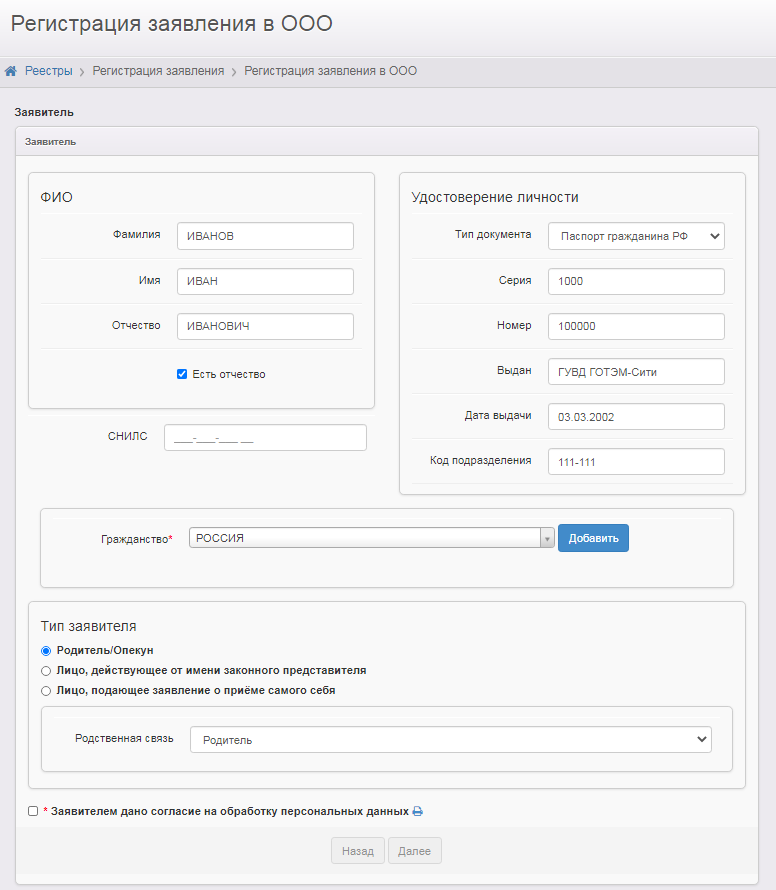 Регистрация заявления в ООО
Реестры > Регистрация заявления > Регистрация заявления в ООО
Заявитель
Заявитель
ФИО
Фамилия ИВАНОВ
Имя ИВАН
Отчество ИВАНОВИЧ
Есть отчество
СНИЛС ___-___-___ __
Удостоверение личности
Тип документа Паспорт гражданина РФ
Серия 1000
Номер 100000
Выдан ГУВД ГОТЭМ-Сити
Дата выдачи 03.03.2002
Код подразделения 111-111
Гражданство* РОССИЯ Добавить
Тип заявителя
Родитель/Опекун
Лицо, действующее от имени законного представителя
Лицо, подающее заявление о приёме самого себя
Родственная связь Родитель
* Заявителем дано согласие на обработку персональных данных
Назад Далее